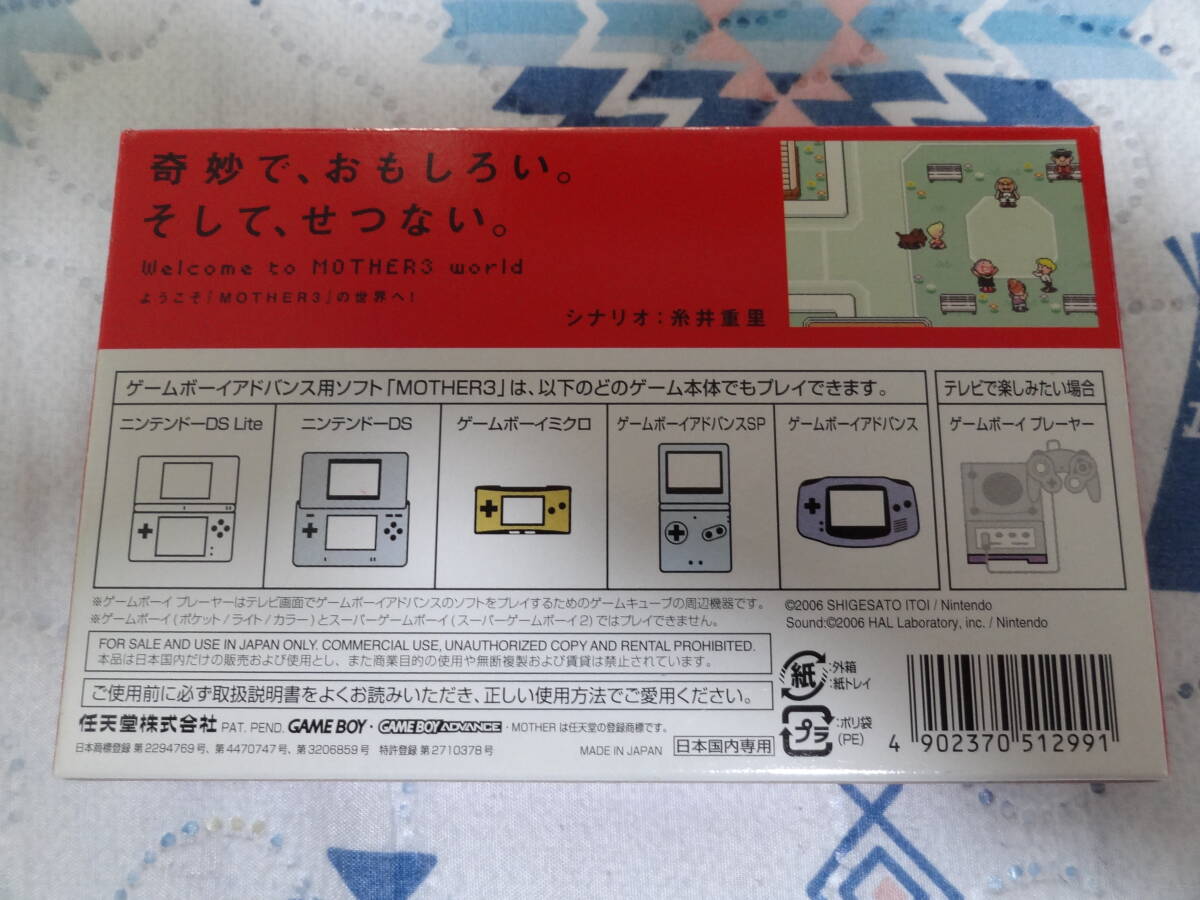 奇妙で、おもしろい。
そして、せつない。
Welcome to MOTHER3 world
ようこそ『MOTHER3』の世界へ!
シナリオ:糸井重里
ゲームボーイアドバンス用ソフト「MOTHER3」は、以下のどのゲーム本体でもプレイできます。
テレビで楽しみたい場合
ニンテンドーDS Lite
ニンテンドーDS
ゲームボーイミクロ
ゲームボーイアドバンスSP
ゲームボーイアドバンス
ゲームボーイ プレーヤー
※ゲームボーイ プレーヤーはテレビ画面でゲームボーイアドバンスのソフトをプレイするためのゲームキューブの周辺機器です。
※ゲームボーイ(ポケット/ライト/カラー)とスーパーゲームボーイ(スーパーゲームボーイ2)ではプレイできません。
©2006 SHIGESATO ITOI / Nintendo
Sound:©2006 HAL Laboratory, inc. / Nintendo
FOR SALE AND USE IN JAPAN ONLY. COMMERCIAL USE, UNAUTHORIZED COPY AND RENTAL PROHIBITED.
本品は日本国内だけの販売および使用とし、また商業目的の使用や無断複製および賃貸は禁止されています。
ご使用前に必ず取扱説明書をよくお読みいただき、正しい使用方法でご愛用ください。
任天堂株式会社 PAT. PEND. GAME BOY・GAME BOY ADVANCE・MOTHER は任天堂の登録商標です。
日本商標登録 第2294769号、第4470747号、第3206859号 特許登録 第2710378号
MADE IN JAPAN
日本国内専用
紙
:外箱
:紙トレイ
プラ
:ポリ袋
(PE)
4 902370 512991